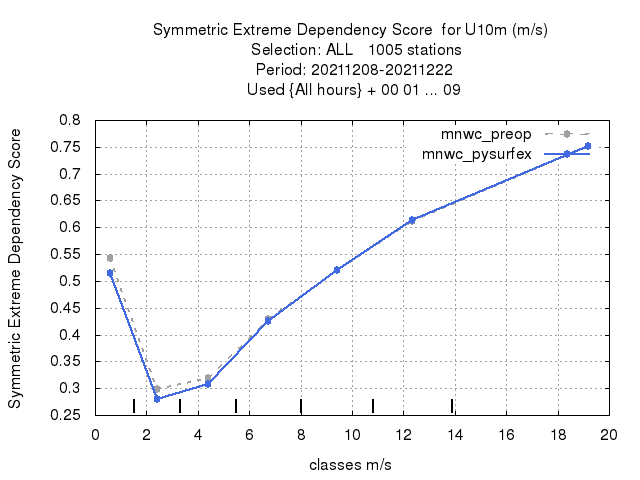 Symmetric Extreme Dependency Score  for U10m (m/s)
Selection: ALL   1005 stations
Period: 20211208-20211222
Used {All hours} + 00 01 ... 09
mnwc_preop
mnwc_pysurfex
Symmetric Extreme Dependency Score
0.8
0.75
0.7
0.65
0.6
0.55
0.5
0.45
0.4
0.35
0.3
0.25
0 2 4 6 8 10 12 14 16 18 20
classes m/s